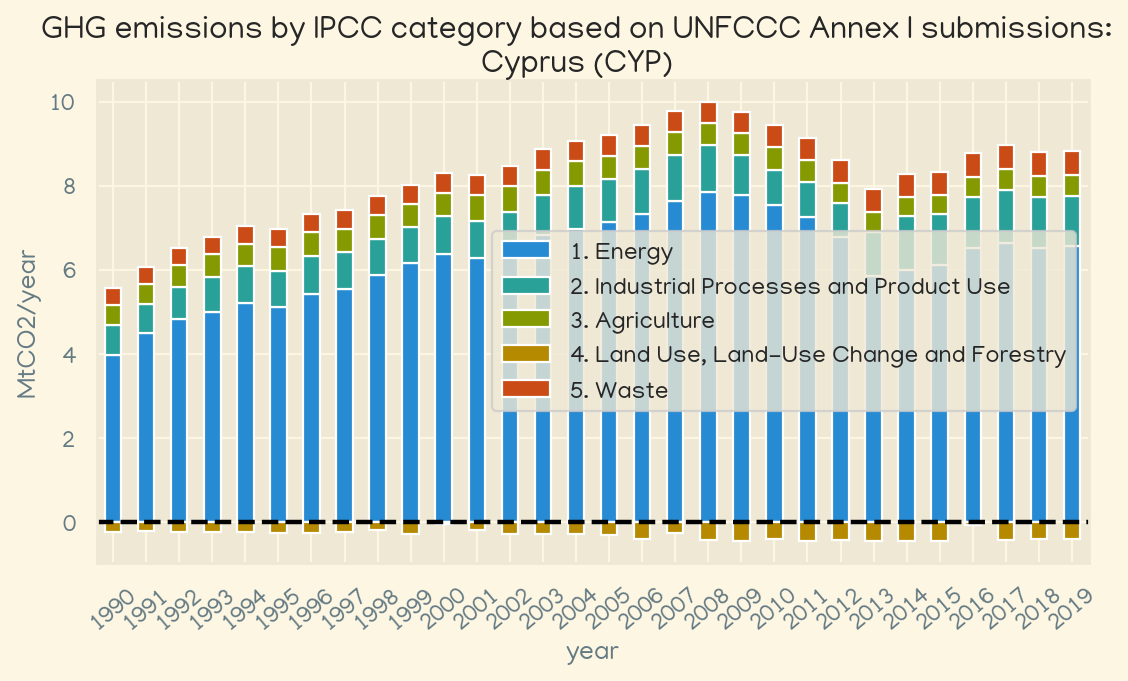 GHG emissions by IPCC category based on UNFCCC Annex I submissions:
Cyprus (CYP)
MtCO2/year
10
8
6
4
2
0
1. Energy
2. Industrial Processes and Product Use
3. Agriculture
4. Land Use, Land-Use Change and Forestry
5. Waste
1990 1991 1992 1993 1994 1995 1996 1997 1998 1999 2000 2001 2002 2003 2004 2005 2006 2007 2008 2009 2010 2011 2012 2013 2014 2015 2016 2017 2018 2019
year